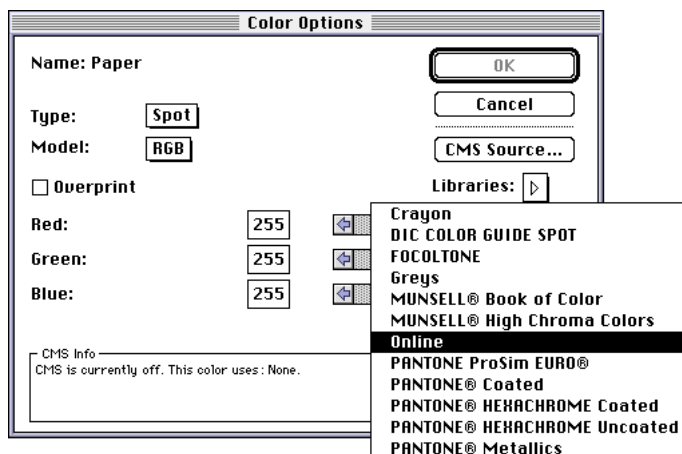 Color Options
Name: Paper
OK
Cancel
Type: Spot
Model: RGB
CMS Source...
Overprint
Libraries:
Red: 255
Green: 255
Blue: 255
CMS Info
CMS is currently off. This color uses: None.
Crayon
DIC COLOR GUIDE SPOT
FOCOLTONE
Greys
MUNSELL® Book of Color
MUNSELL® High Chroma Colors
Online
PANTONE ProSim EURO®
PANTONE® Coated
PANTONE® HEXACHROME Coated
PANTONE® HEXACHROME Uncoated
PANTONE® Metallics